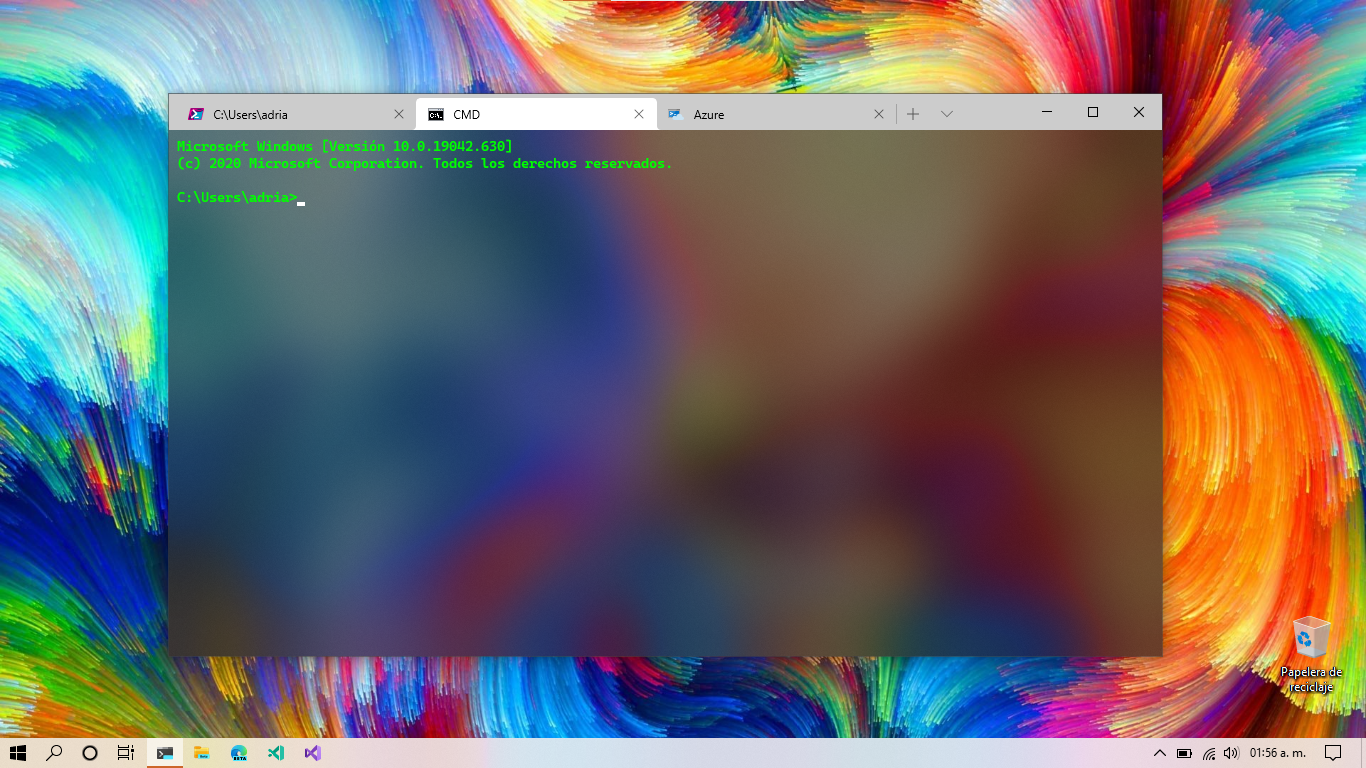 C:\Users\adria
CMD
Azure
Microsoft Windows [Versión 10.0.19042.630]
(c) 2020 Microsoft Corporation. Todos los derechos reservados.
C:\Users\adria>
Papelera de
reciclaje
BETA
01:56 a. m.